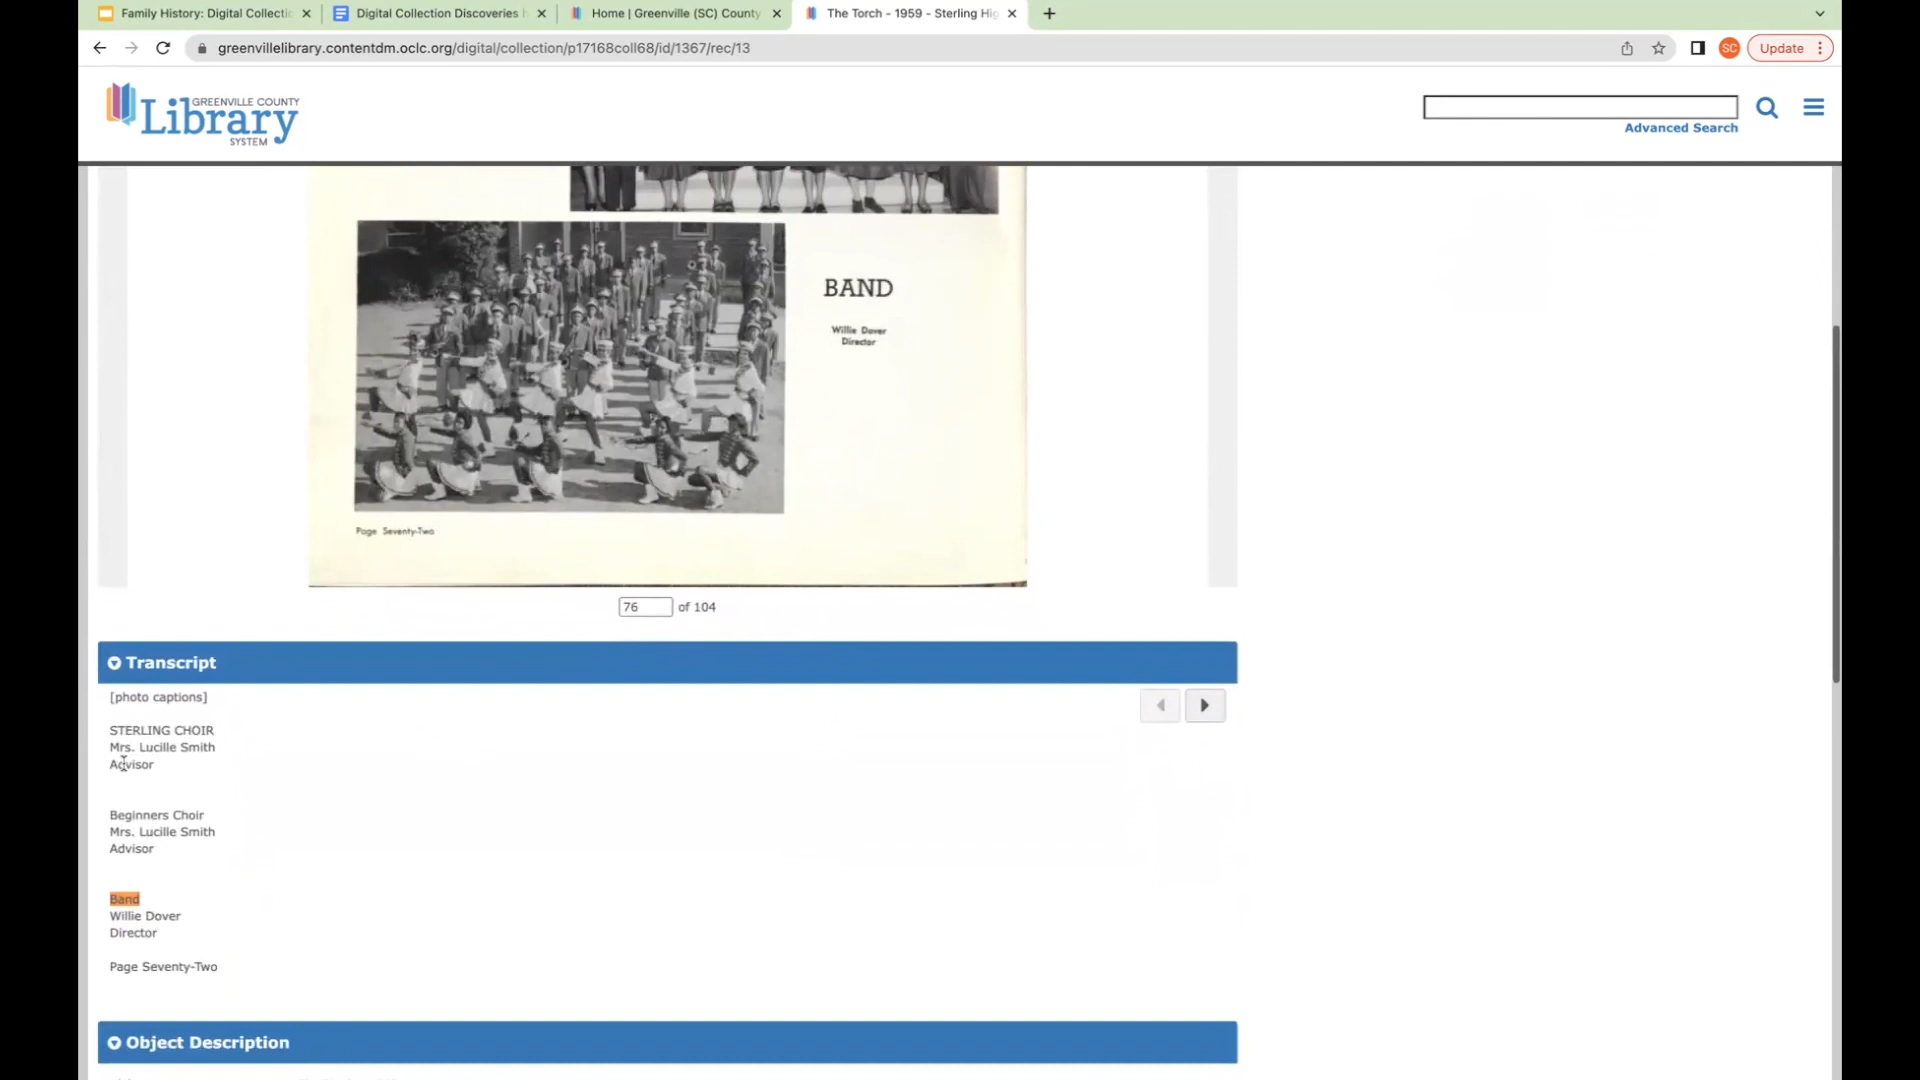 Family History: Digital Collecti
Digital Collection Discoveries h
Home | Greenville (SC) County
The Torch - 1959 - Sterling Hig
greenvillelibrary.contentdm.oclc.org/digital/collection/p17168coll68/id/1367/rec/13
SC
Update
GREENVILLE COUNTY
Library
SYSTEM
Advanced Search
BAND
Willie Dover
Director
Page Seventy-Two
76 of 104
Transcript
[photo captions]
STERLING CHOIR
Mrs. Lucille Smith
Advisor
Beginners Choir
Mrs. Lucille Smith
Advisor
Band
Willie Dover
Director
Page Seventy-Two
Object Description